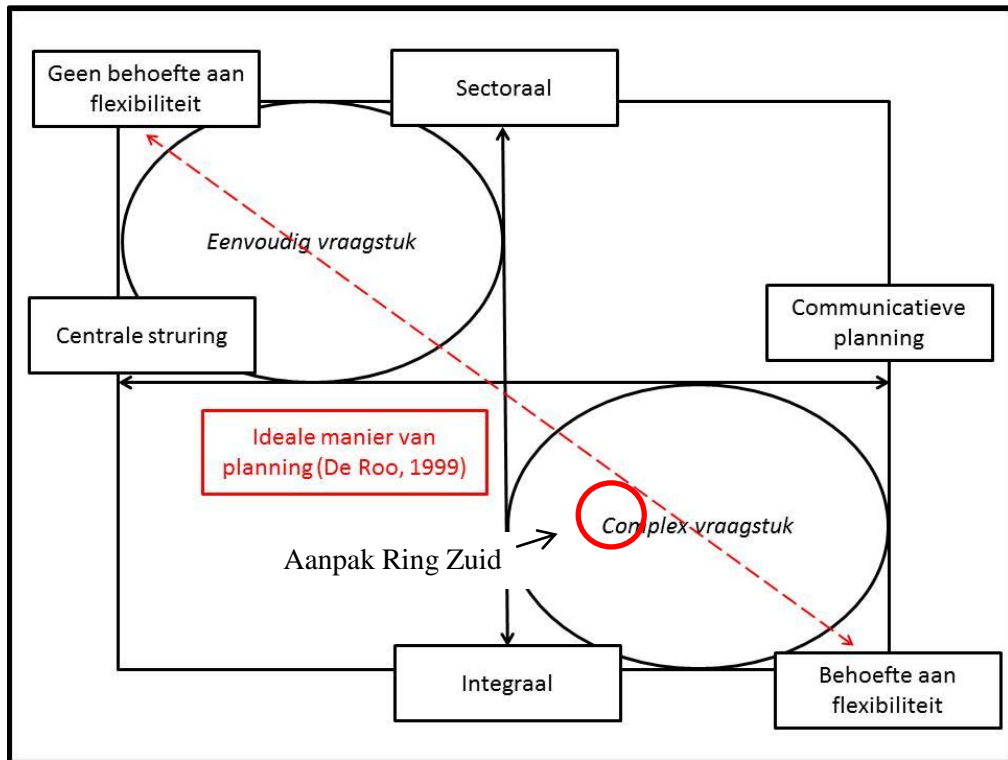 Geen behoefte aan
flexibiliteit
Sectoraal
Eenvoudig vraagstuk
Centrale struring
Communicatieve
planning
Ideale manier van
planning (De Roo, 1999)
Complex vraagstuk
Aanpak Ring Zuid
Integraal
Behoefte aan
flexibiliteit